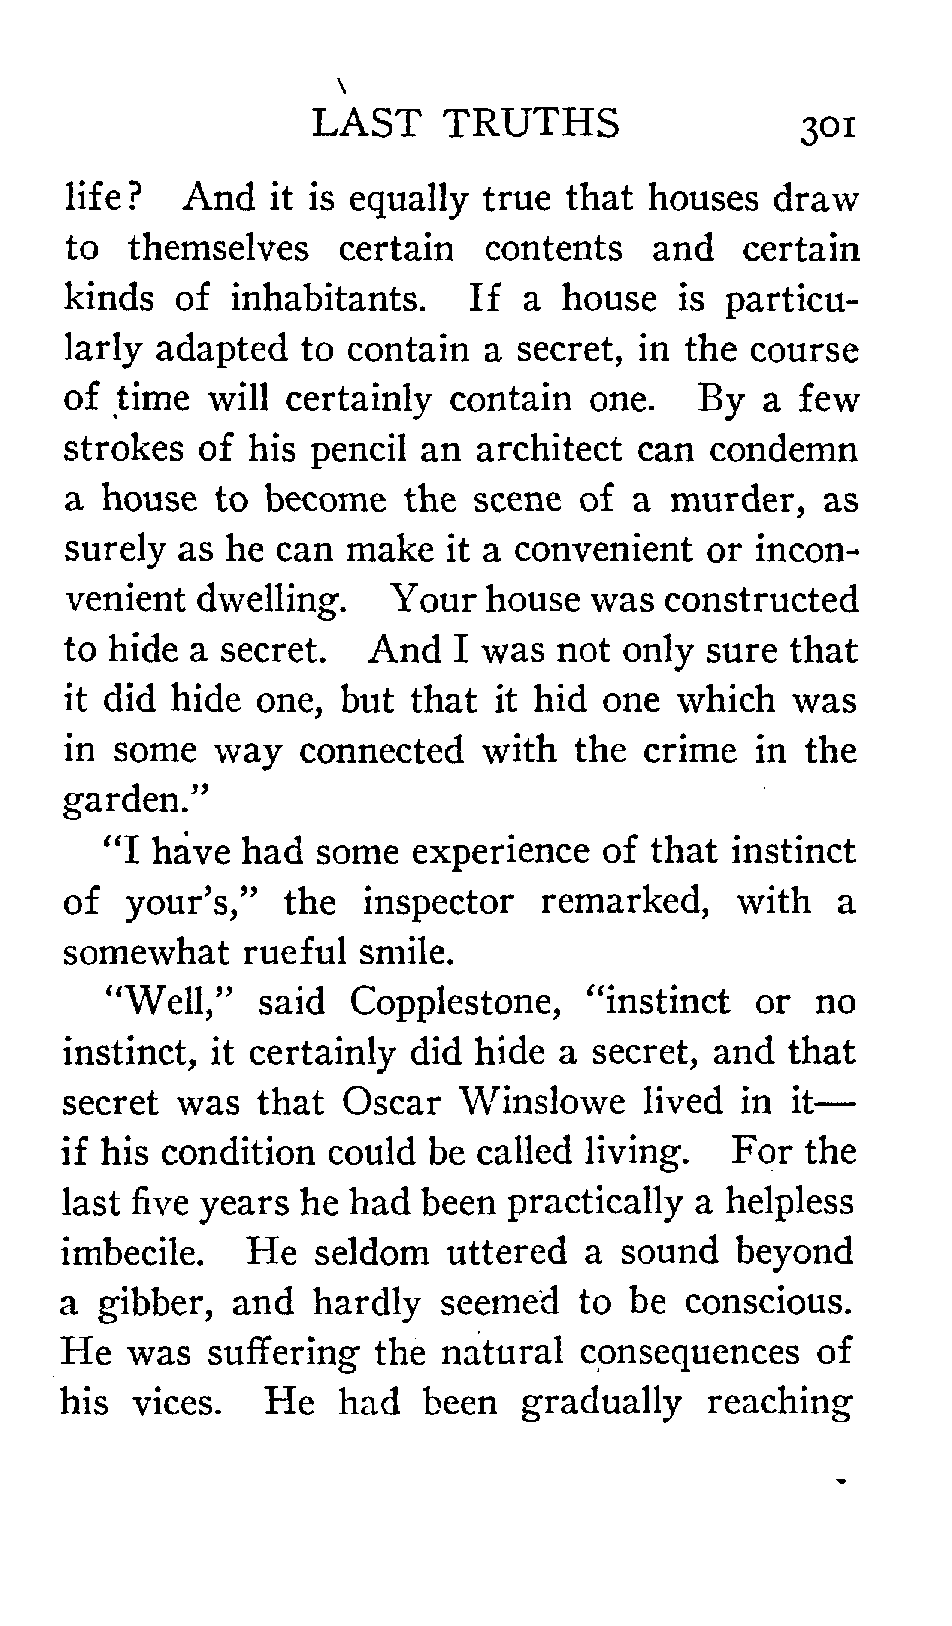 LAST TRUTHS 301
life? And it is equally true that houses draw
to themselves certain contents and certain
kinds of inhabitants. If a house is particu-
larly adapted to contain a secret, in the course
of time will certainly contain one. By a few
strokes of his pencil an architect can condemn
a house to become the scene of a murder, as
surely as he can make it a convenient or incon-
venient dwelling. Your house was constructed
to hide a secret. And I was not only sure that
it did hide one, but that it hid one which was
in some way connected with the crime in the
garden."
"I have had some experience of that instinct
of your's," the inspector remarked, with a
somewhat rueful smile.
"Well," said Copplestone, "instinct or no
instinct, it certainly did hide a secret, and that
secret was that Oscar Winslowe lived in it—
if his condition could be called living. For the
last five years he had been practically a helpless
imbecile. He seldom uttered a sound beyond
a gibber, and hardly seemed to be conscious.
He was suffering the natural consequences of
his vices. He had been gradually reaching